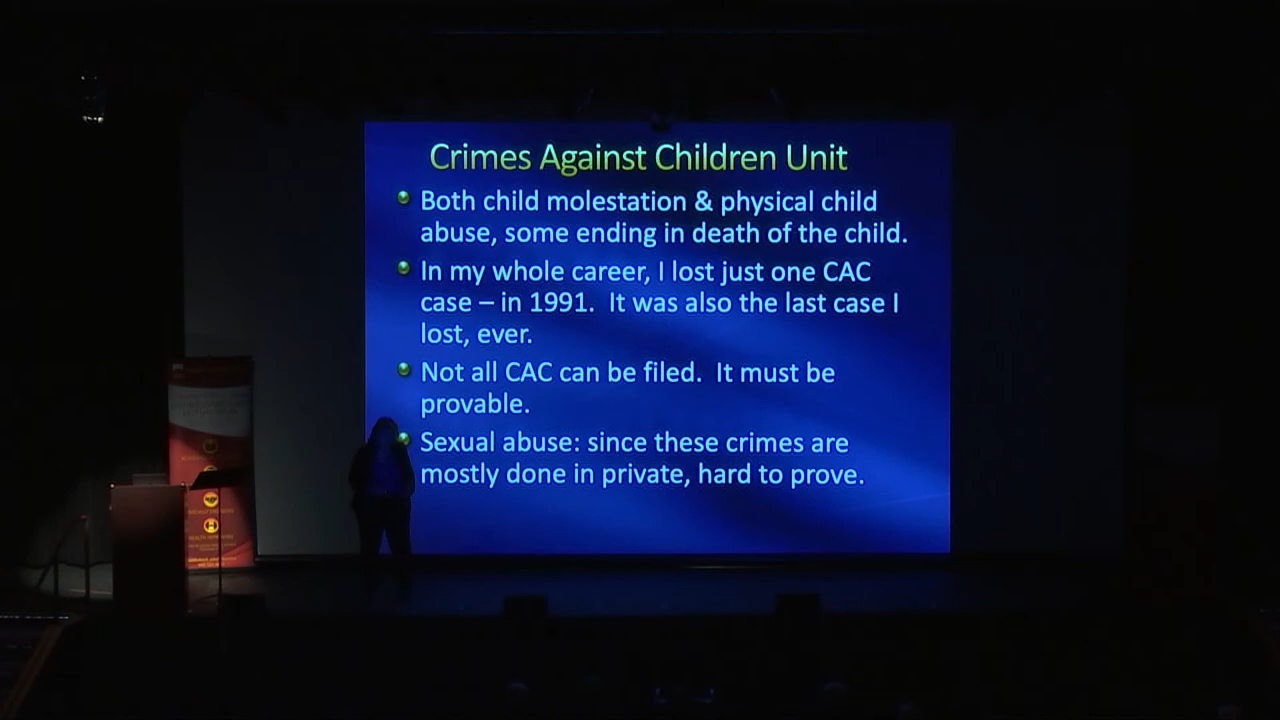 Crimes Against Children Unit
Both child molestation & physical child
abuse, some ending in death of the child.
In my whole career, I lost just one CAC
case – in 1991.  It was also the last case I
lost, ever.
Not all CAC can be filed.  It must be
provable.
Sexual abuse: since these crimes are
mostly done in private, hard to prove.